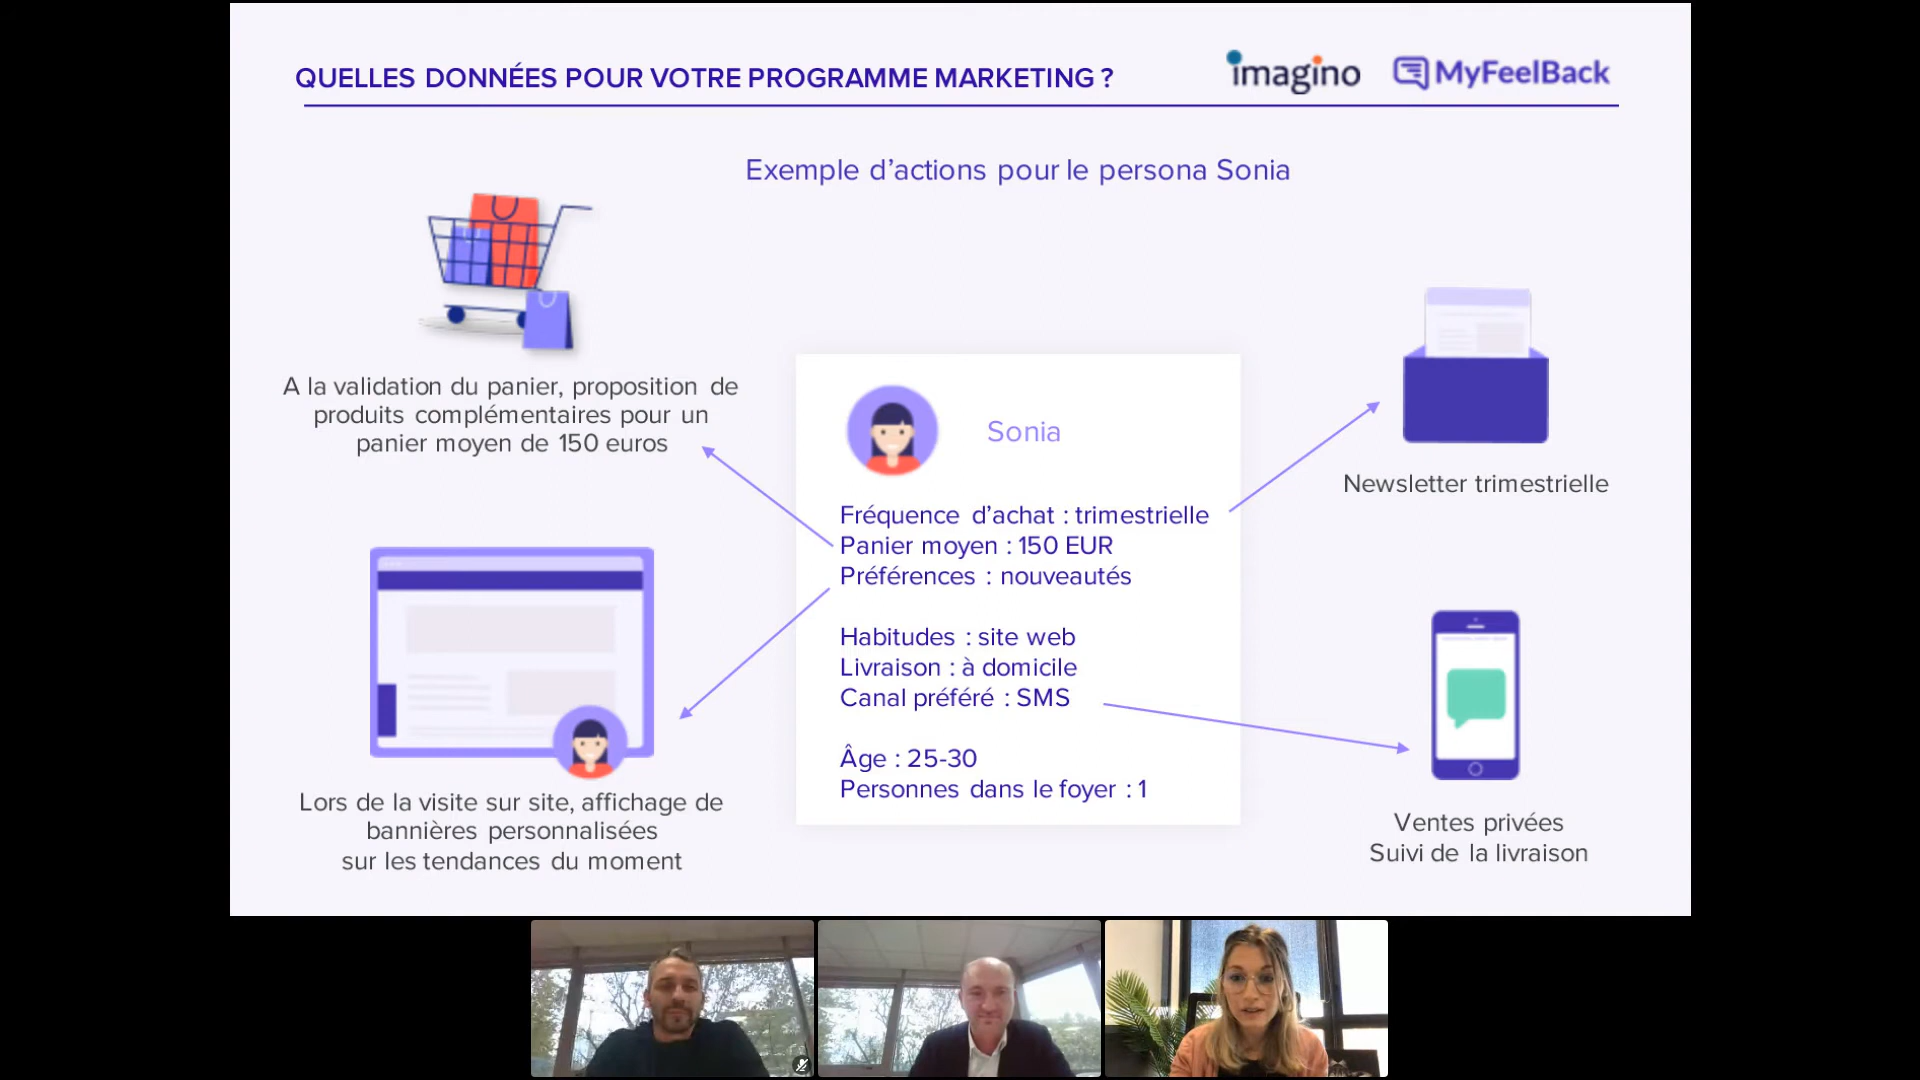 QUELLES DONNÉES POUR VOTRE PROGRAMME MARKETING ?
imagino
MyFeelBack
Exemple d’actions pour le persona Sonia
A la validation du panier, proposition de
produits complémentaires pour un
panier moyen de 150 euros
Lors de la visite sur site, affichage de
bannières personnalisées
sur les tendances du moment
Sonia
Fréquence d’achat : trimestrielle
Panier moyen : 150 EUR
Préférences : nouveautés
Habitudes : site web
Livraison : à domicile
Canal préféré : SMS
Âge : 25-30
Personnes dans le foyer : 1
Newsletter trimestrielle
Ventes privées
Suivi de la livraison